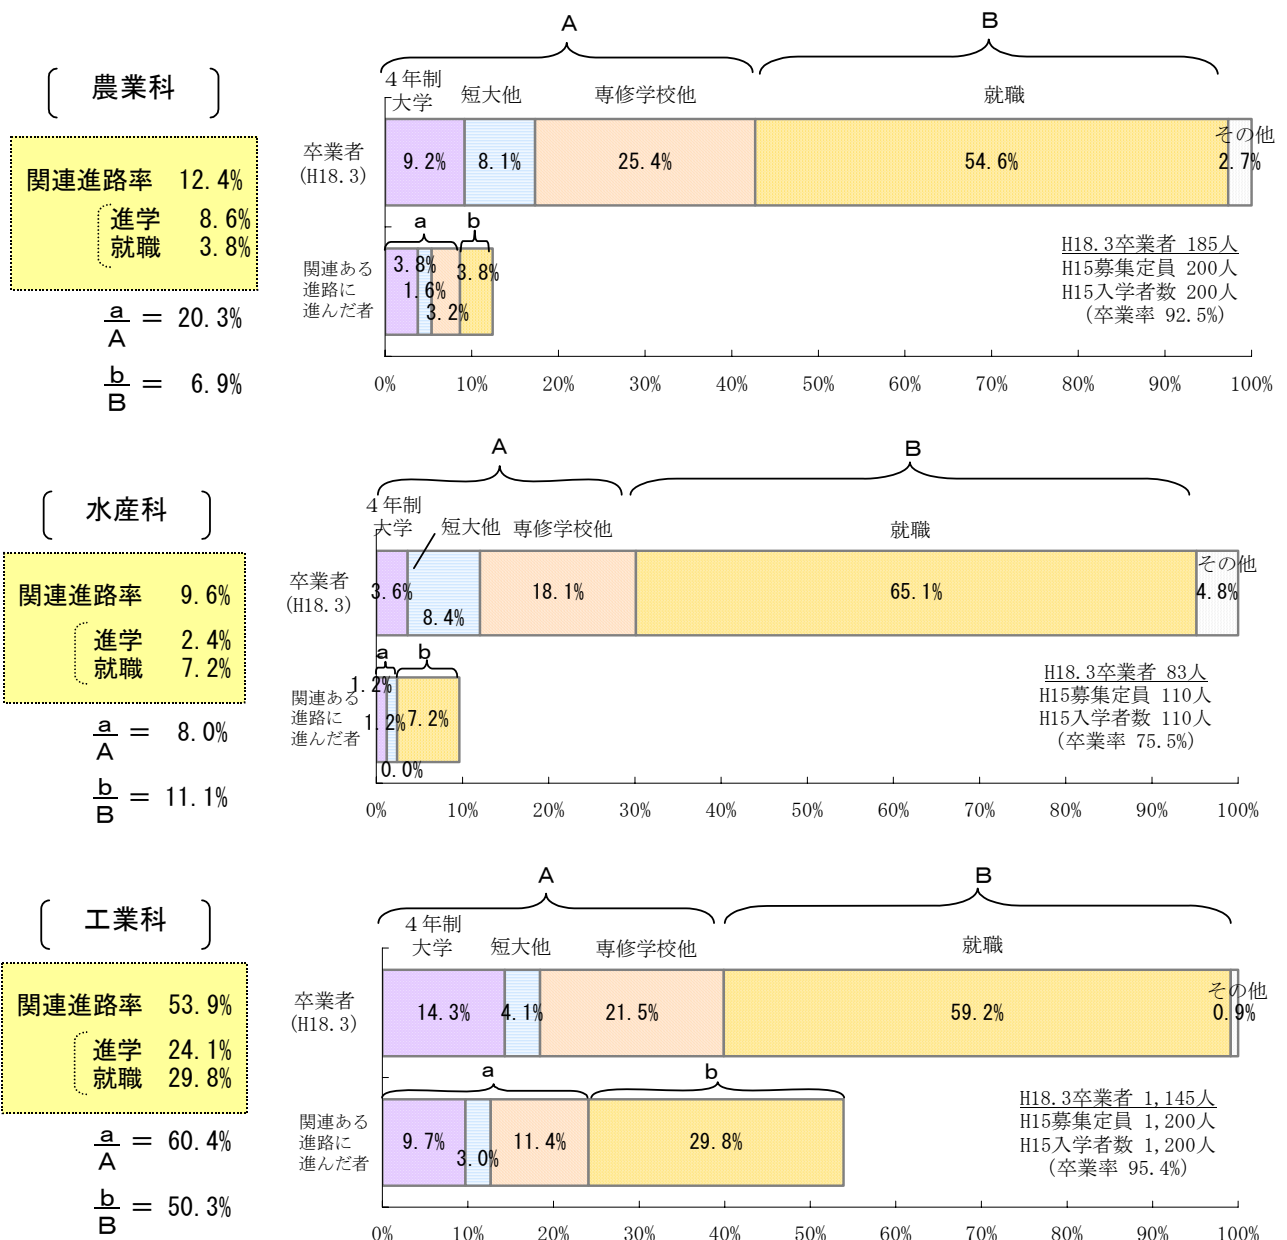 A
B
農業科
4年制
大学
短大他
専修学校他
就職
その他
関連進路率 12.4%
進学 8.6%
就職 3.8%
卒業者
(H18.3)
9.2%
8.1%
25.4%
54.6%
2.7%
a
b
関連ある
進路に
進んだ者
3.8%
1.6%
3.2%
3.8%
H18.3卒業者 185人
H15募集定員 200人
H15入学者数 200人
(卒業率 92.5%)
a/A = 20.3%
b/B = 6.9%
0% 10% 20% 30% 40% 50% 60% 70% 80% 90% 100%
A
B
水産科
4年制
大学
短大他
専修学校他
就職
その他
関連進路率 9.6%
進学 2.4%
就職 7.2%
卒業者
(H18.3)
3.6%
8.4%
18.1%
65.1%
4.8%
a
b
関連ある
進路に
進んだ者
1.2%
1.2%
0.0%
7.2%
H18.3卒業者 83人
H15募集定員 110人
H15入学者数 110人
(卒業率 75.5%)
a/A = 8.0%
b/B = 11.1%
0% 10% 20% 30% 40% 50% 60% 70% 80% 90% 100%
A
B
工業科
4年制
大学
短大他
専修学校他
就職
その他
関連進路率 53.9%
進学 24.1%
就職 29.8%
卒業者
(H18.3)
14.3%
4.1%
21.5%
59.2%
0.9%
a
b
関連ある
進路に
進んだ者
9.7%
3.0%
11.4%
29.8%
H18.3卒業者 1,145人
H15募集定員 1,200人
H15入学者数 1,200人
(卒業率 95.4%)
a/A = 60.4%
b/B = 50.3%
0% 10% 20% 30% 40% 50% 60% 70% 80% 90% 100%